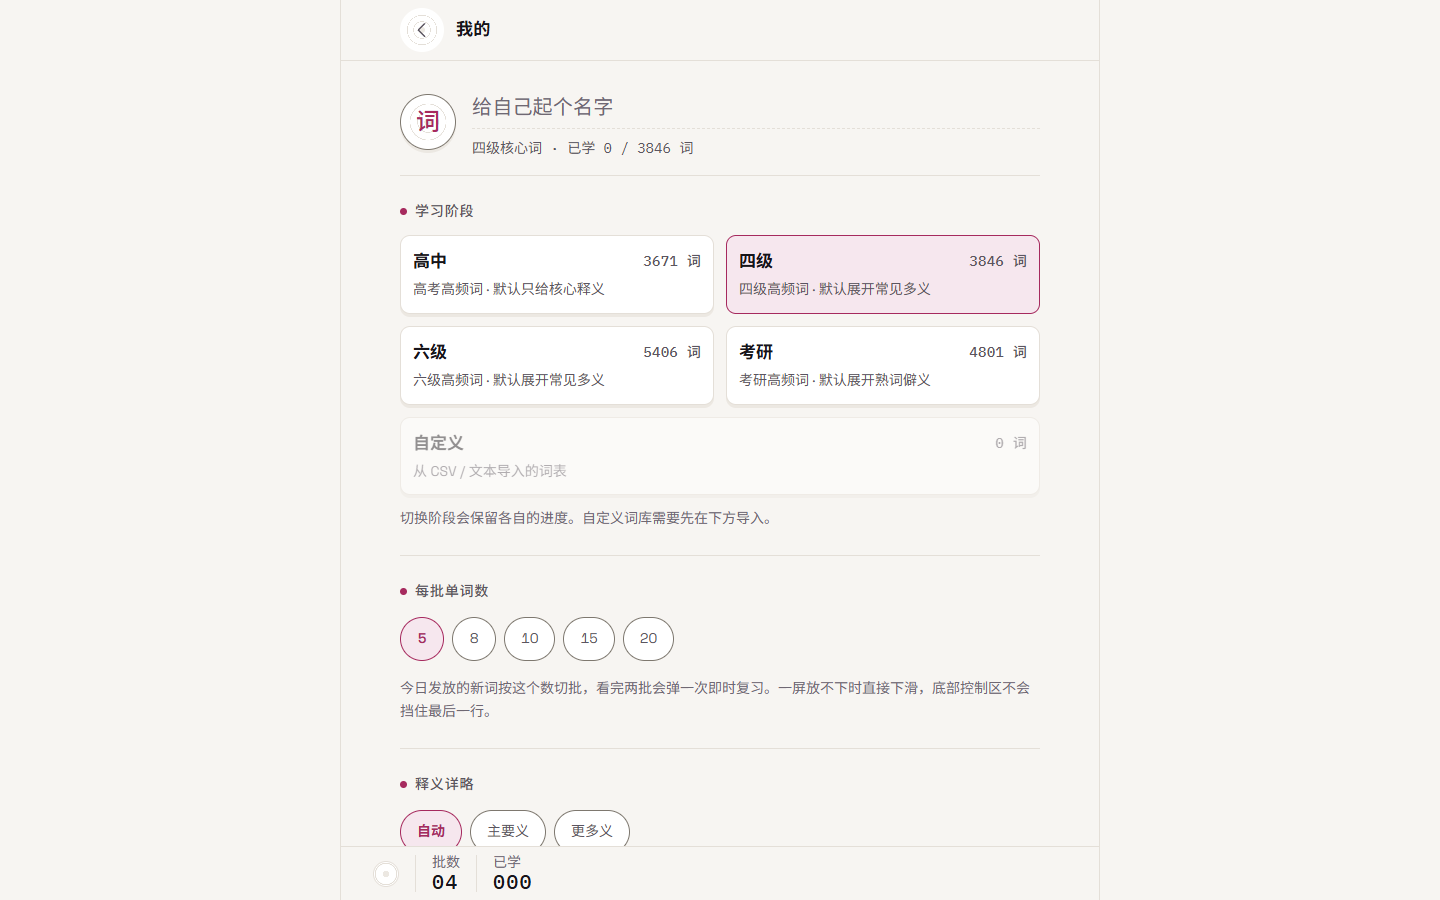 我的
词
给自己起个名字
四级核心词 · 已学 0 / 3846 词
学习阶段
高中 3671 词
高考高频词 · 默认只给核心释义
四级 3846 词
四级高频词 · 默认展开常见多义
六级 5406 词
六级高频词 · 默认展开常见多义
考研 4801 词
考研高频词 · 默认展开熟词僻义
自定义 0 词
从 CSV / 文本导入的词表
切换阶段会保留各自的进度。自定义词库需要先在下方导入。
每批单词数
5 8 10 15 20
今日发放的新词按这个数切批，看完两批会弹一次即时复习。一屏放不下时直接下滑，底部控制区不会
挡住最后一行。
释义详略
自动 主要义 更多义
批数 已学
04 000